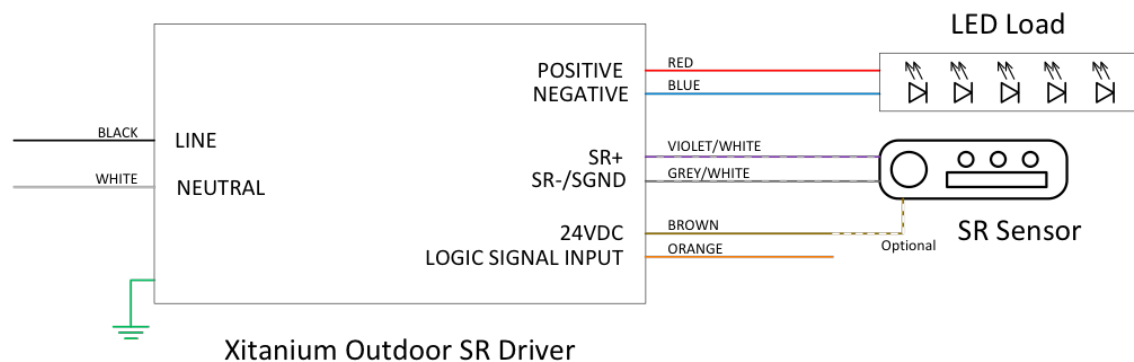 LED Load
POSITIVE
RED
NEGATIVE
BLUE
BLACK
LINE
WHITE
NEUTRAL
SR+
VIOLET/WHITE
SR-/SGND
GREY/WHITE
24VDC
BROWN
Optional
SR Sensor
LOGIC SIGNAL INPUT
ORANGE
Xitanium Outdoor SR Driver